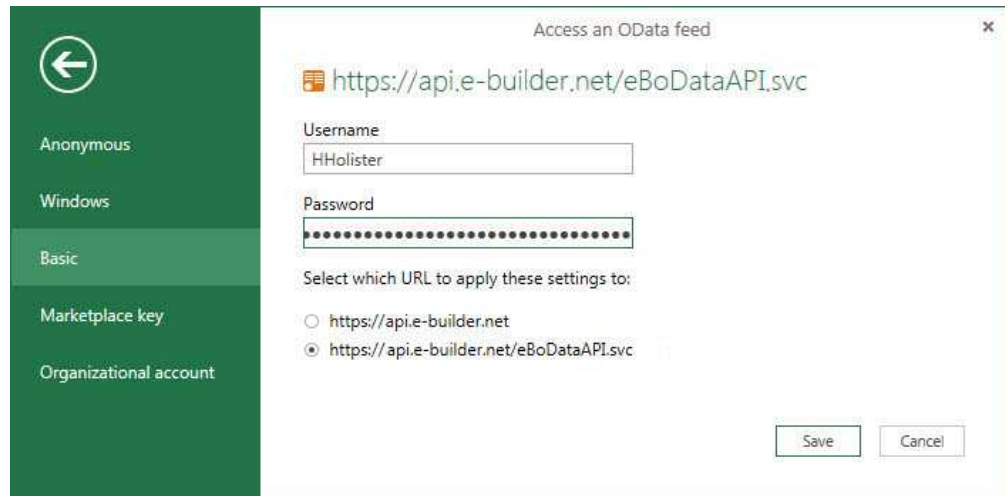 Access an OData feed
https://api.e-builder.net/eBoDataAPI.svc
Anonymous
Windows
Basic
Marketplace key
Organizational account
Username
HHolister
Password
Select which URL to apply these settings to:
https://api.e-builder.net
https://api.e-builder.net/eBoDataAPI.svc
Save
Cancel